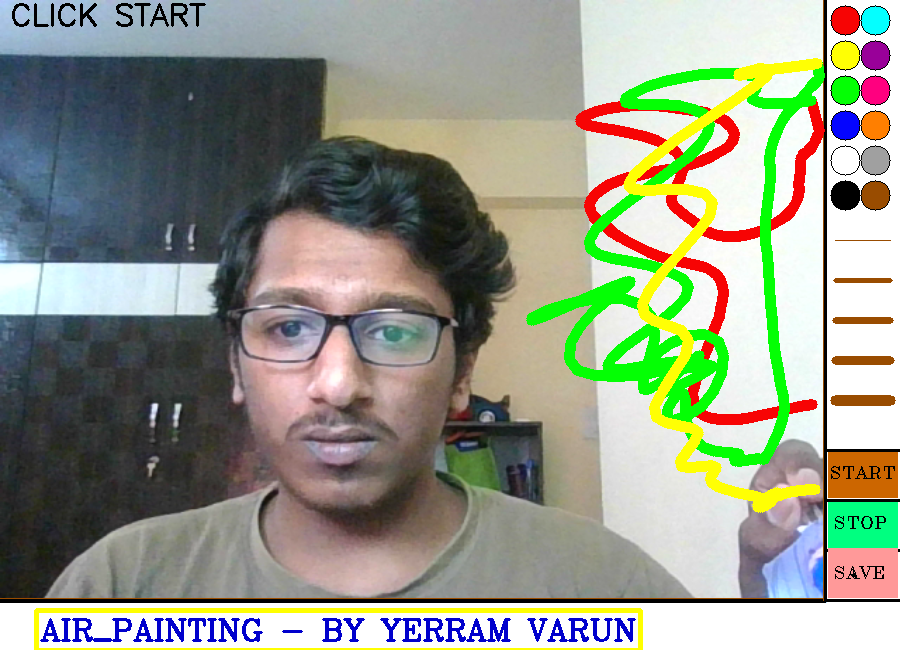 CLICK START
START
STOP
SAVE
AIR_PAINTING - BY YERRAM VARUN